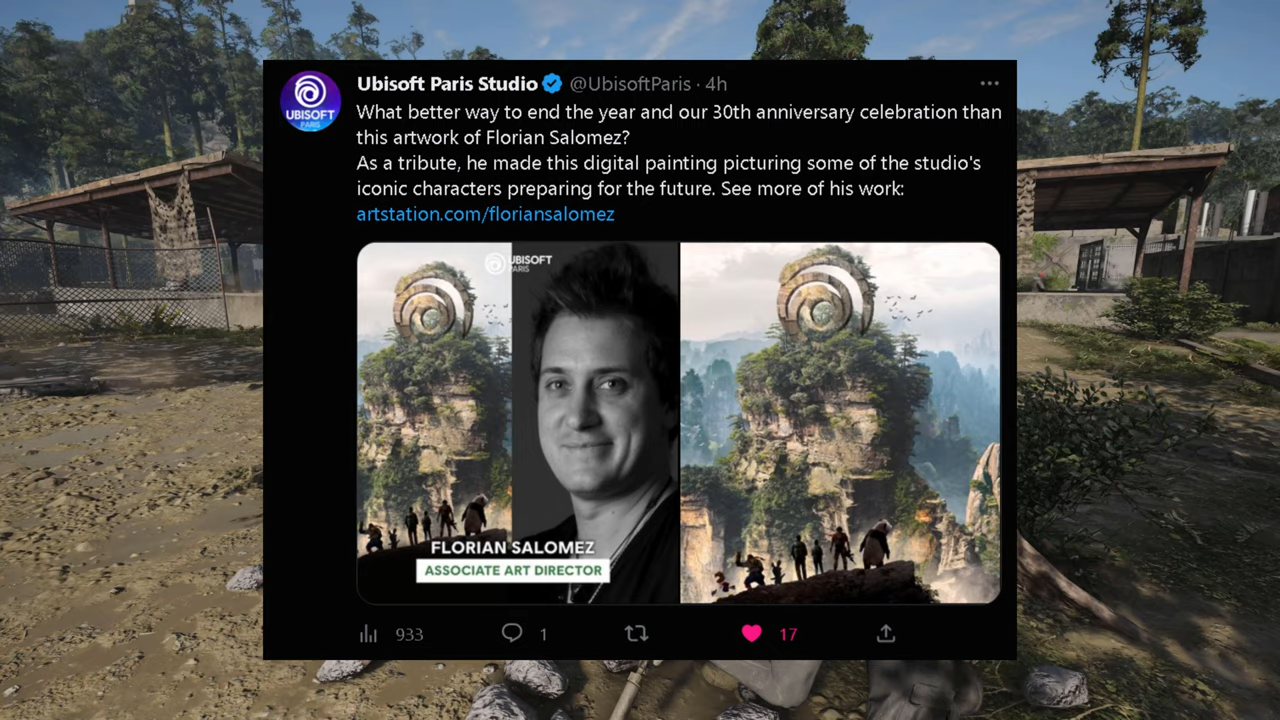 Ubisoft Paris Studio @UbisoftParis · 4h
What better way to end the year and our 30th anniversary celebration than
this artwork of Florian Salomez?
As a tribute, he made this digital painting picturing some of the studio's
iconic characters preparing for the future. See more of his work:
artstation.com/floriansalomez
UBISOFT
PARIS
UBISOFT
PARIS
FLORIAN SALOMEZ
ASSOCIATE ART DIRECTOR
933 1 17